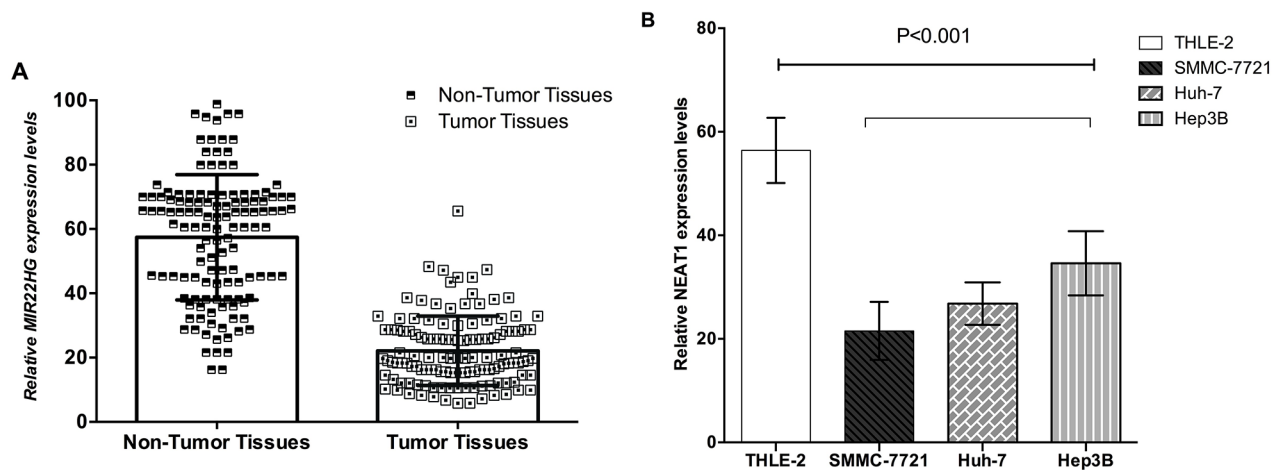 A
Relative MIR22HG expression levels
100
80
60
40
20
0
Non-Tumor Tissues
Tumor Tissues
Non-Tumor Tissues
Tumor Tissues
B
Relative NEAT1 expression levels
80
60
40
20
0
P<0.001
THLE-2
SMMC-7721
Huh-7
Hep3B
THLE-2
SMMC-7721
Huh-7
Hep3B